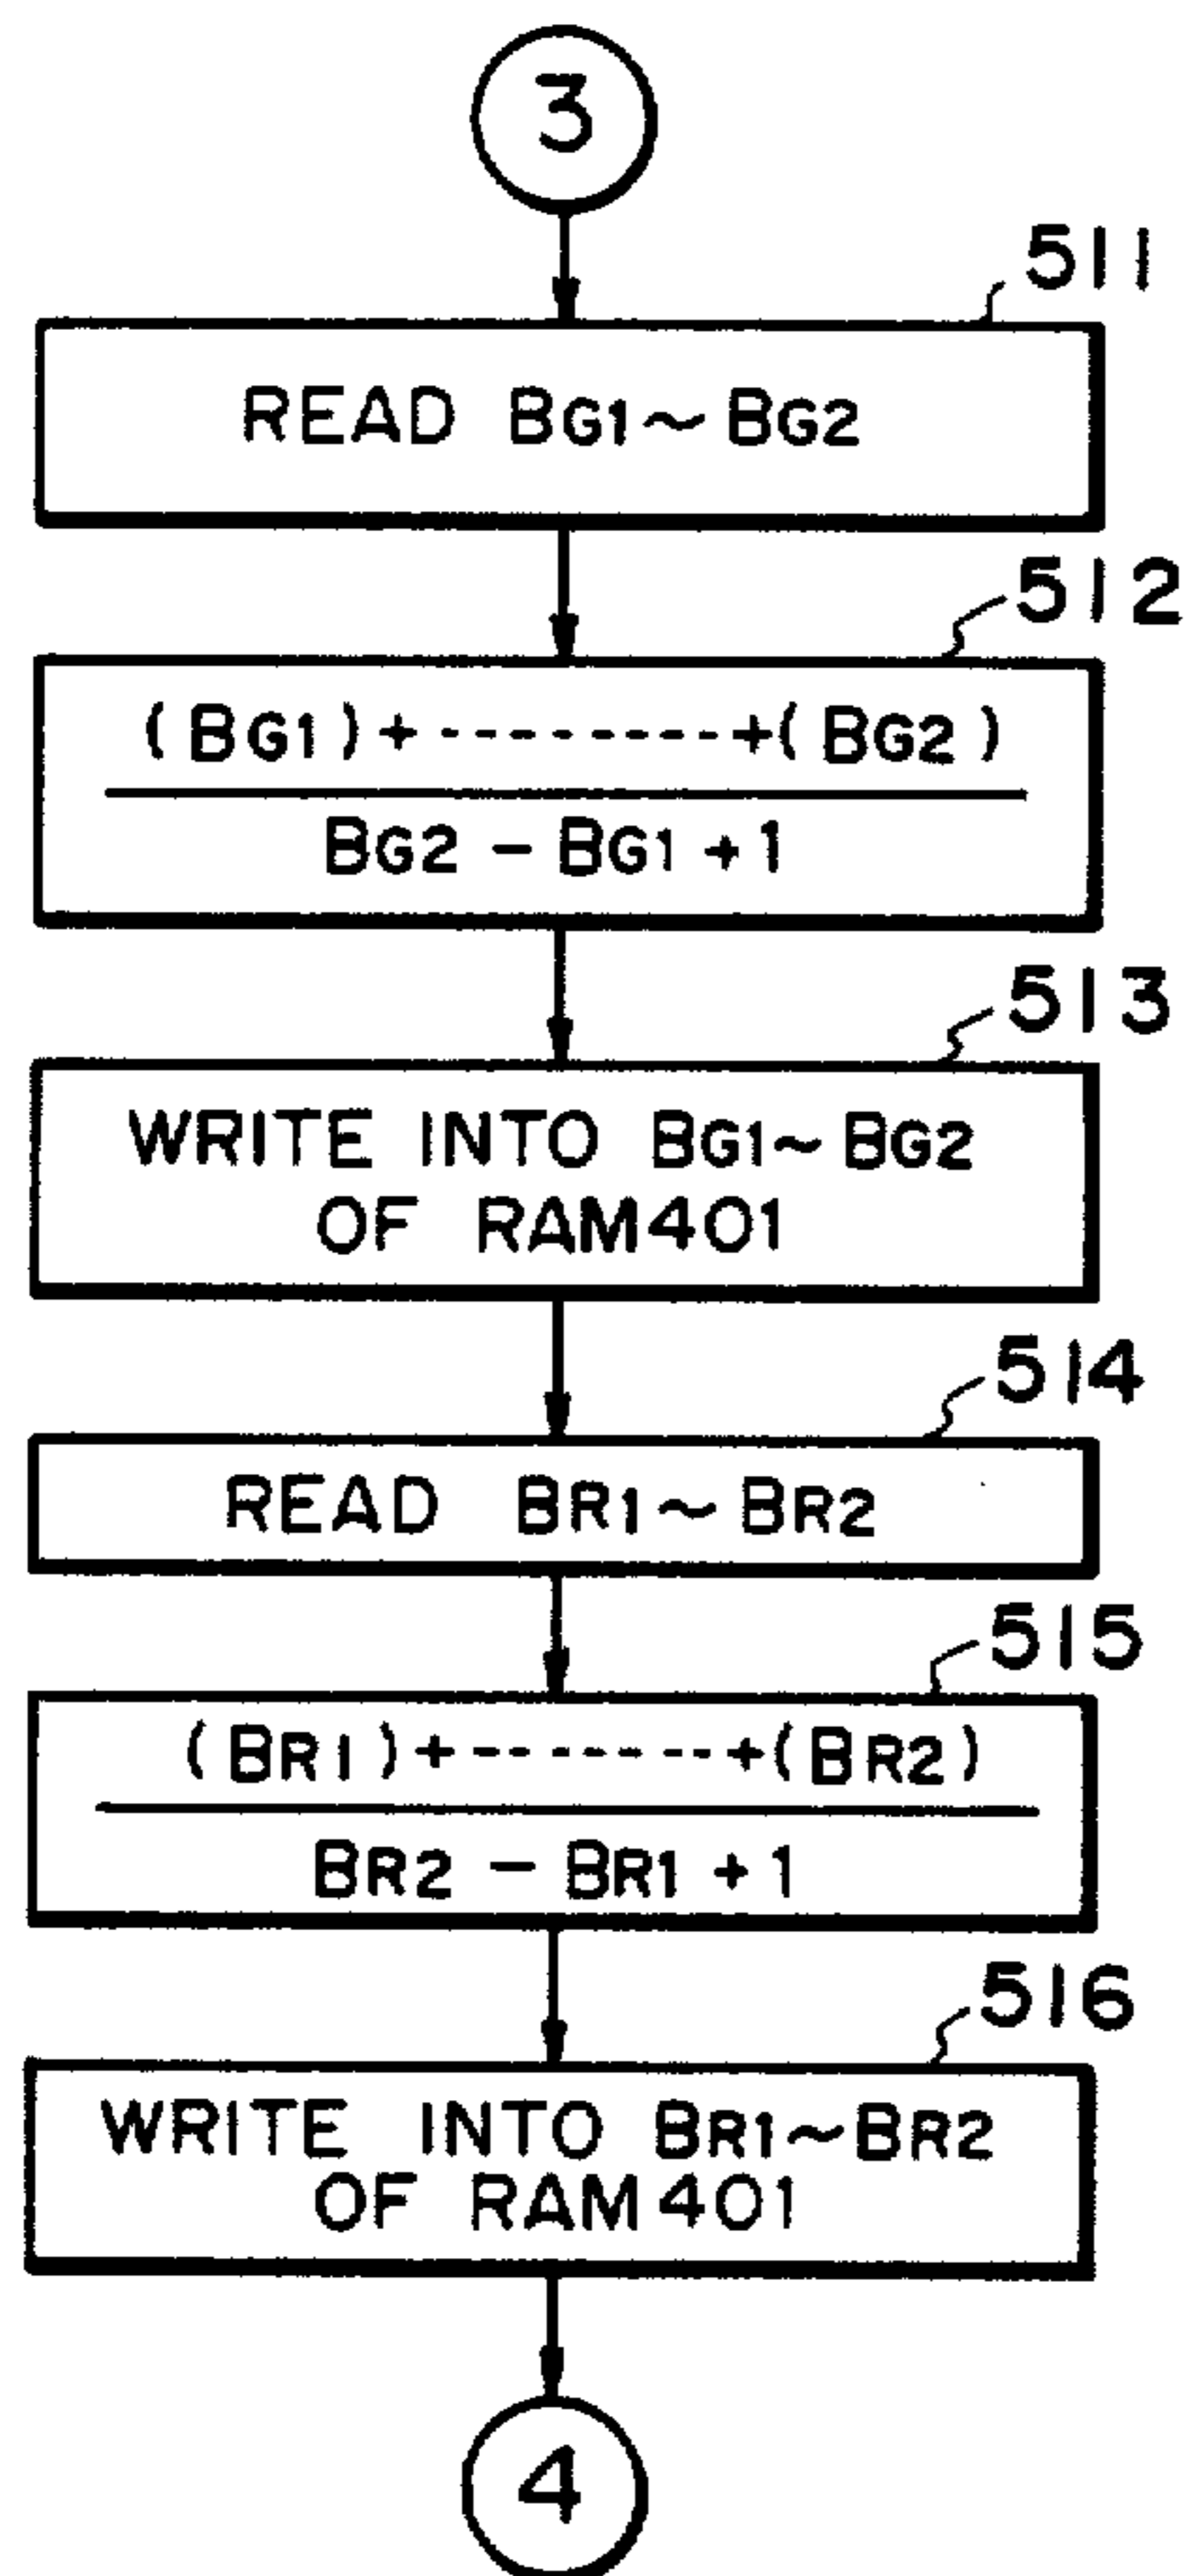 3
511
READ BG1~BG2
512
(BG1)+----------+(BG2)
BG2-BG1+1
513
WRITE INTO BG1~BG2
OF RAM401
514
READ BR1~BR2
515
(BR1)+---------+(BR2)
BR2-BR1+1
516
WRITE INTO BR1~BR2
OF RAM401
4